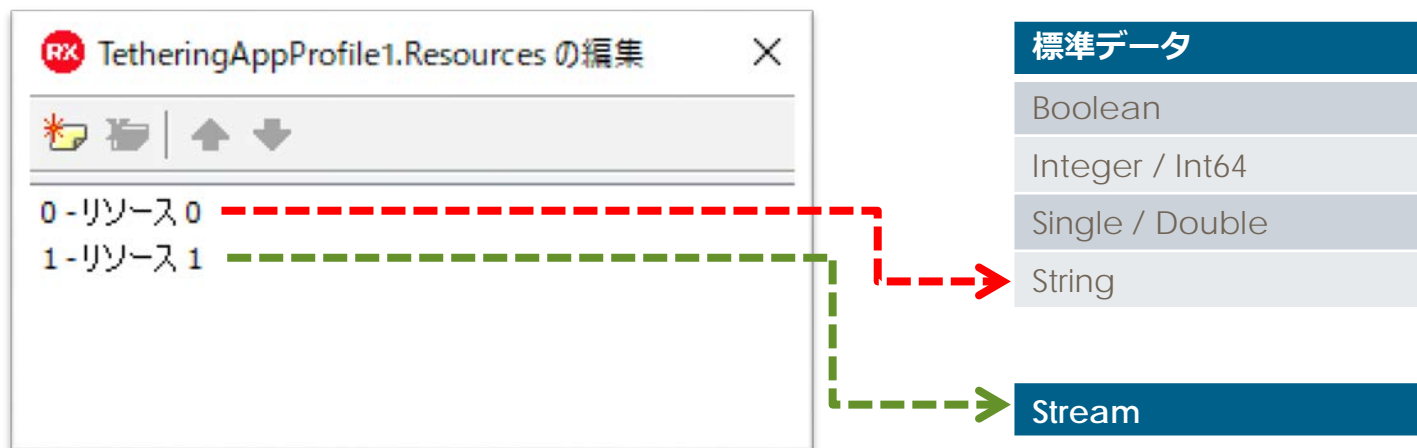 RX TetheringAppProfile1.Resources の編集
0 - リソース 0
1 - リソース 1
標準データ
Boolean
Integer / Int64
Single / Double
String
Stream